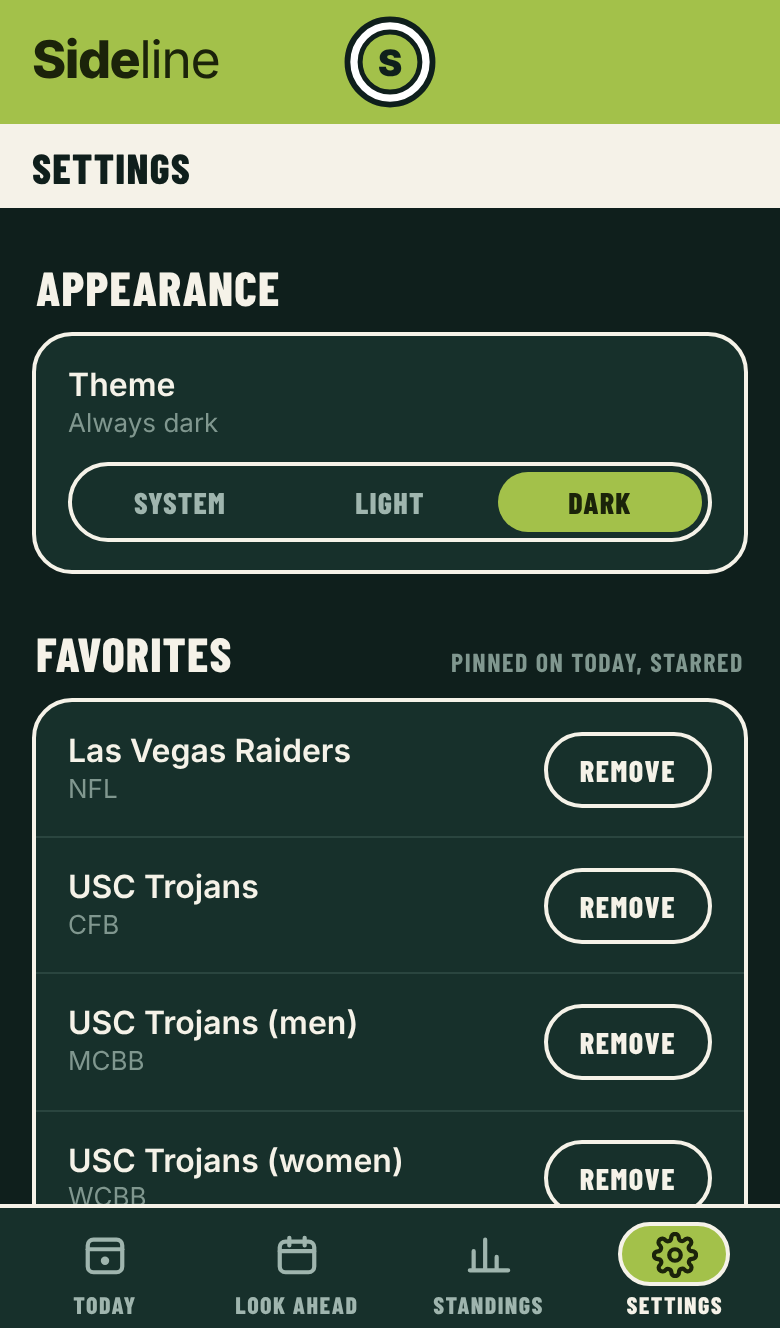 Sideline
S
SETTINGS
APPEARANCE
Theme
Always dark
SYSTEM LIGHT DARK
FAVORITES PINNED ON TODAY, STARRED
Las Vegas Raiders
NFL
REMOVE
USC Trojans
CFB
REMOVE
USC Trojans (men)
MCBB
REMOVE
USC Trojans (women)
WCBB
REMOVE
TODAY LOOK AHEAD STANDINGS SETTINGS